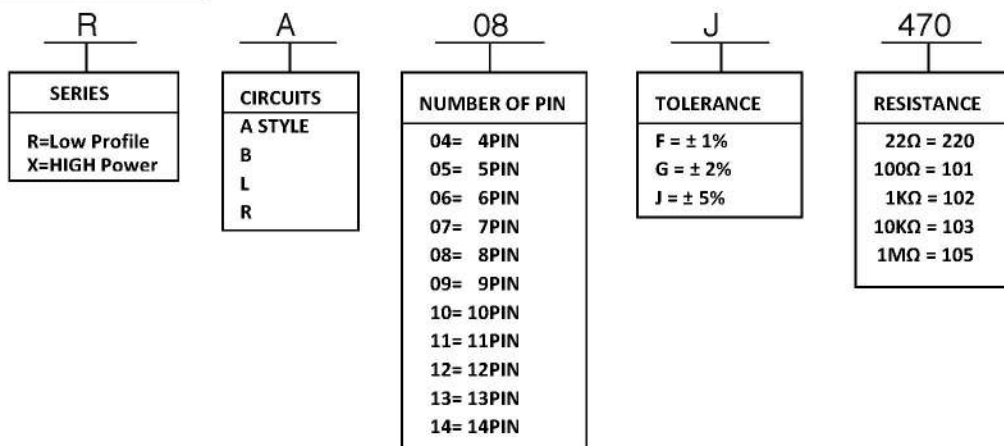 R A 08 J 470
SERIES
R=Low Profile
X=HIGH Power
CIRCUITS
A STYLE
B
L
R
NUMBER OF PIN
04= 4PIN
05= 5PIN
06= 6PIN
07= 7PIN
08= 8PIN
09= 9PIN
10= 10PIN
11= 11PIN
12= 12PIN
13= 13PIN
14= 14PIN
TOLERANCE
F = ± 1%
G = ± 2%
J = ± 5%
RESISTANCE
22Ω = 220
100Ω = 101
1KΩ = 102
10KΩ = 103
1MΩ = 105